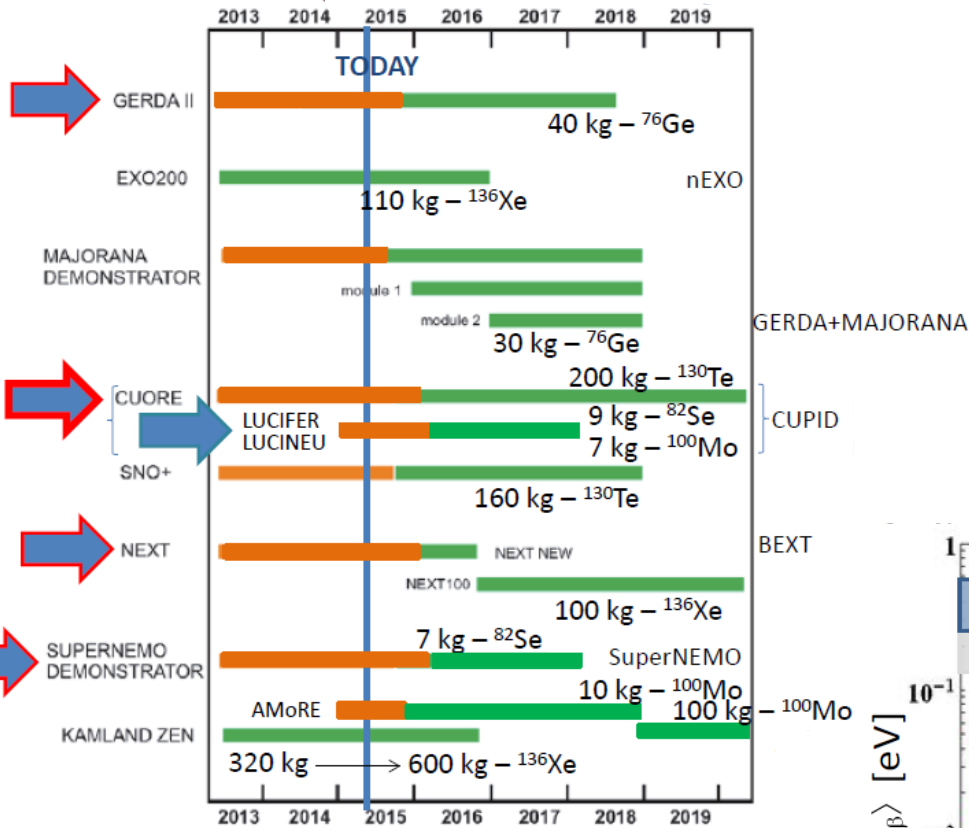 2013 2014 2015 2016 2017 2018 2019
TODAY
GERDA II
40 kg – ⁷⁶Ge
EXO200
nEXO
110 kg – ¹³⁶Xe
MAJORANA
DEMONSTRATOR
module 1
module 2
GERDA+MAJORANA
30 kg – ⁷⁶Ge
200 kg – ¹³⁰Te
CUORE
LUCIFER
LUCINEU
9 kg – ⁸²Se
7 kg – ¹⁰⁰Mo
CUPID
SNO+
160 kg – ¹³⁰Te
NEXT
NEXT NEW
BEXT
NEXT100
100 kg – ¹³⁶Xe
7 kg – ⁸²Se
SUPERNEMO
DEMONSTRATOR
SuperNEMO
10 kg – ¹⁰⁰Mo
AMoRE
100 kg – ¹⁰⁰Mo
KAMLAND ZEN
320 kg → 600 kg – ¹³⁶Xe
2013 2014 2015 2016 2017 2018 2019
1
10⁻¹
[eV]